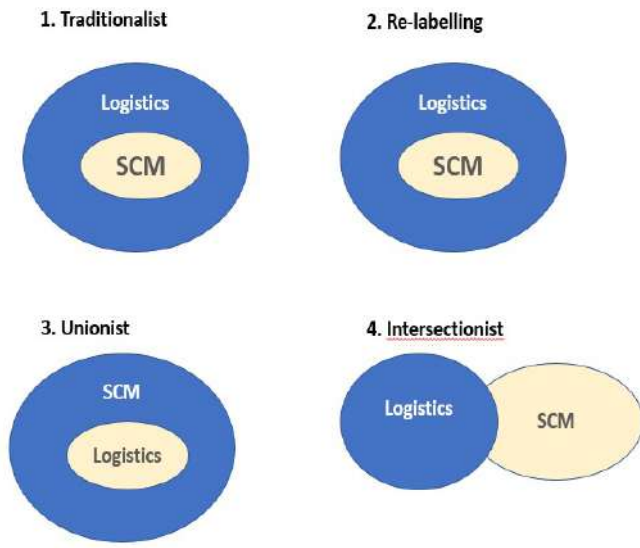 1. Traditionalist
2. Re-labelling
Logistics
SCM
Logistics
SCM
3. Unionist
4. Intersectionist
SCM
Logistics
Logistics
SCM